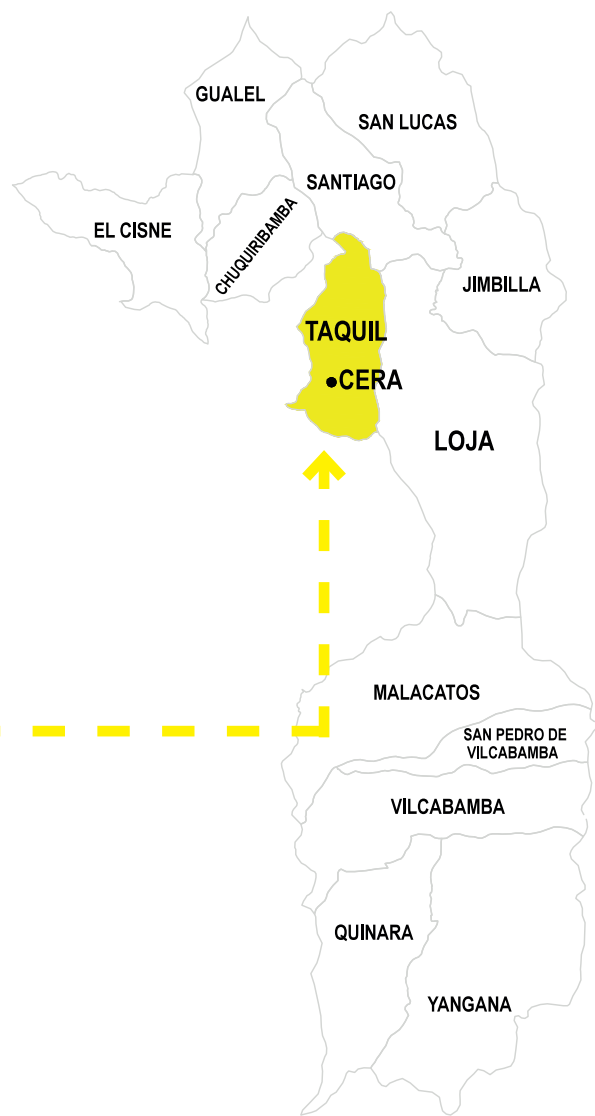 GUALEL
SAN LUCAS
SANTIAGO
CHUQUIRIBAMBA
EL CISNE
JIMBILLA
TAQUIL
CERA
LOJA
MALACATOS
SAN PEDRO DE
VILCABAMBA
VILCABAMBA
QUINARA
YANGANA